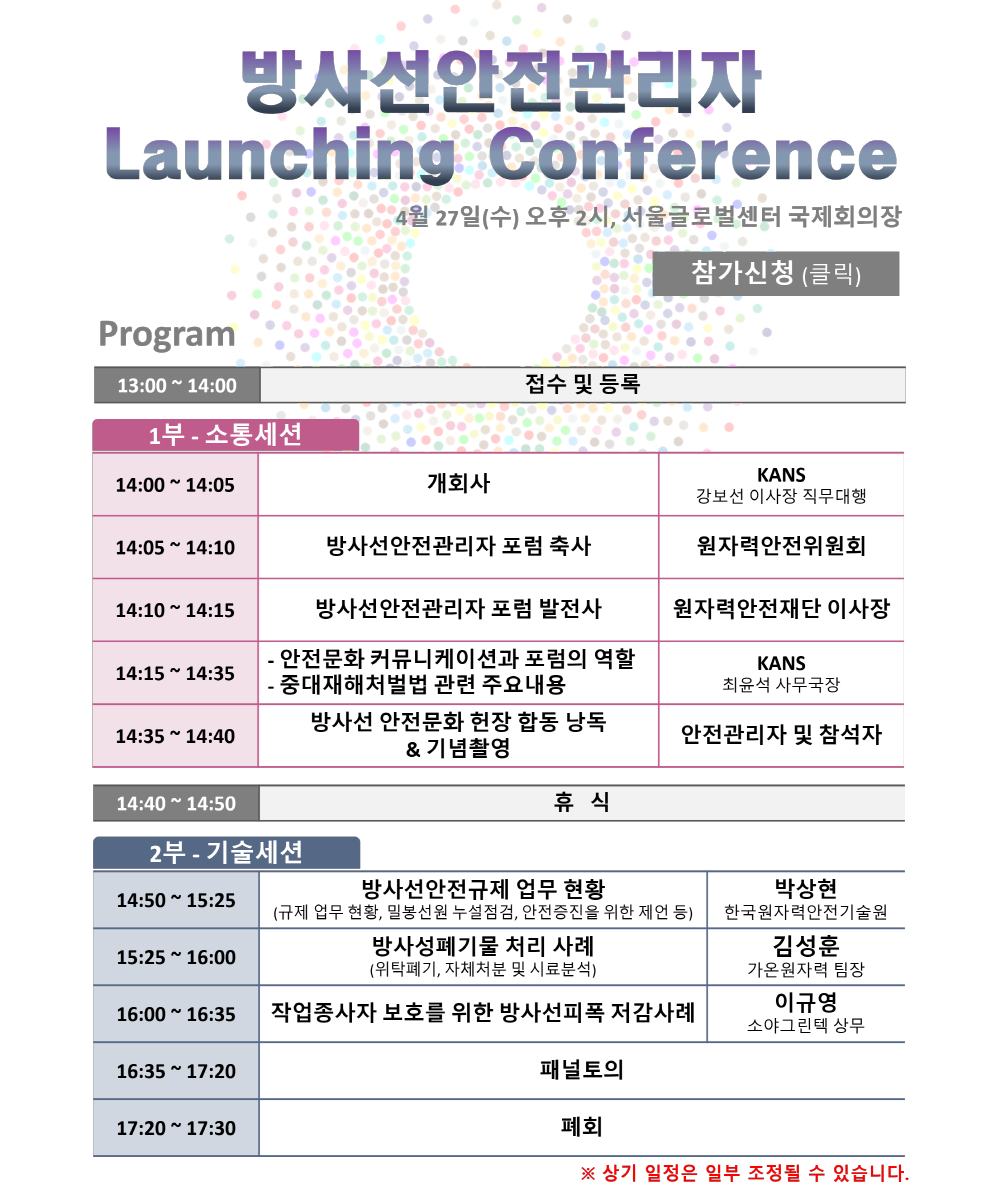 방사선안전관리자
Launching Conference
4월 27일(수) 오후 2시, 서울글로벌센터 국제회의장
참가신청 (클릭)
Program
13:00 ~ 14:00 접수 및 등록
1부 - 소통세션
14:00 ~ 14:05 개회사 KANS
강보선 이사장 직무대행
14:05 ~ 14:10 방사선안전관리자 포럼 축사 원자력안전위원회
14:10 ~ 14:15 방사선안전관리자 포럼 발전사 원자력안전재단 이사장
14:15 ~ 14:35 - 안전문화 커뮤니케이션과 포럼의 역할
- 중대재해처벌법 관련 주요내용
KANS
최윤석 사무국장
14:35 ~ 14:40 방사선 안전문화 헌장 합동 낭독
& 기념촬영
안전관리자 및 참석자
14:40 ~ 14:50 휴 식
2부 - 기술세션
14:50 ~ 15:25 방사선안전규제 업무 현황
(규제 업무 현황, 밀봉선원 누설점검, 안전증진을 위한 제언 등)
박상현
한국원자력안전기술원
15:25 ~ 16:00 방사성폐기물 처리 사례
(위탁폐기, 자체처분 및 시료분석)
김성훈
가온원자력 팀장
16:00 ~ 16:35 작업종사자 보호를 위한 방사선피폭 저감사례
이규영
소야그린텍 상무
16:35 ~ 17:20 패널토의
17:20 ~ 17:30 폐회
※ 상기 일정은 일부 조정될 수 있습니다.